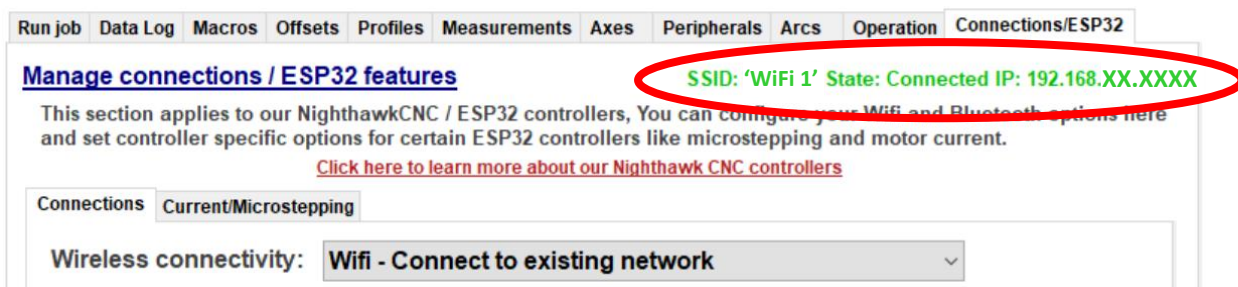 Run job Data Log Macros Offsets Profiles Measurements Axes Peripherals Arcs Operation Connections/ESP32
Manage connections / ESP32 features
SSID: 'WiFi 1' State: Connected IP: 192.168.XX.XXXX
This section applies to our NighthawkCNC / ESP32 controllers, You can configure your Wifi and Bluetooth options here
and set controller specific options for certain ESP32 controllers like microstepping and motor current.
Click here to learn more about our Nighthawk CNC controllers
Connections Current/Microstepping
Wireless connectivity: Wifi - Connect to existing network